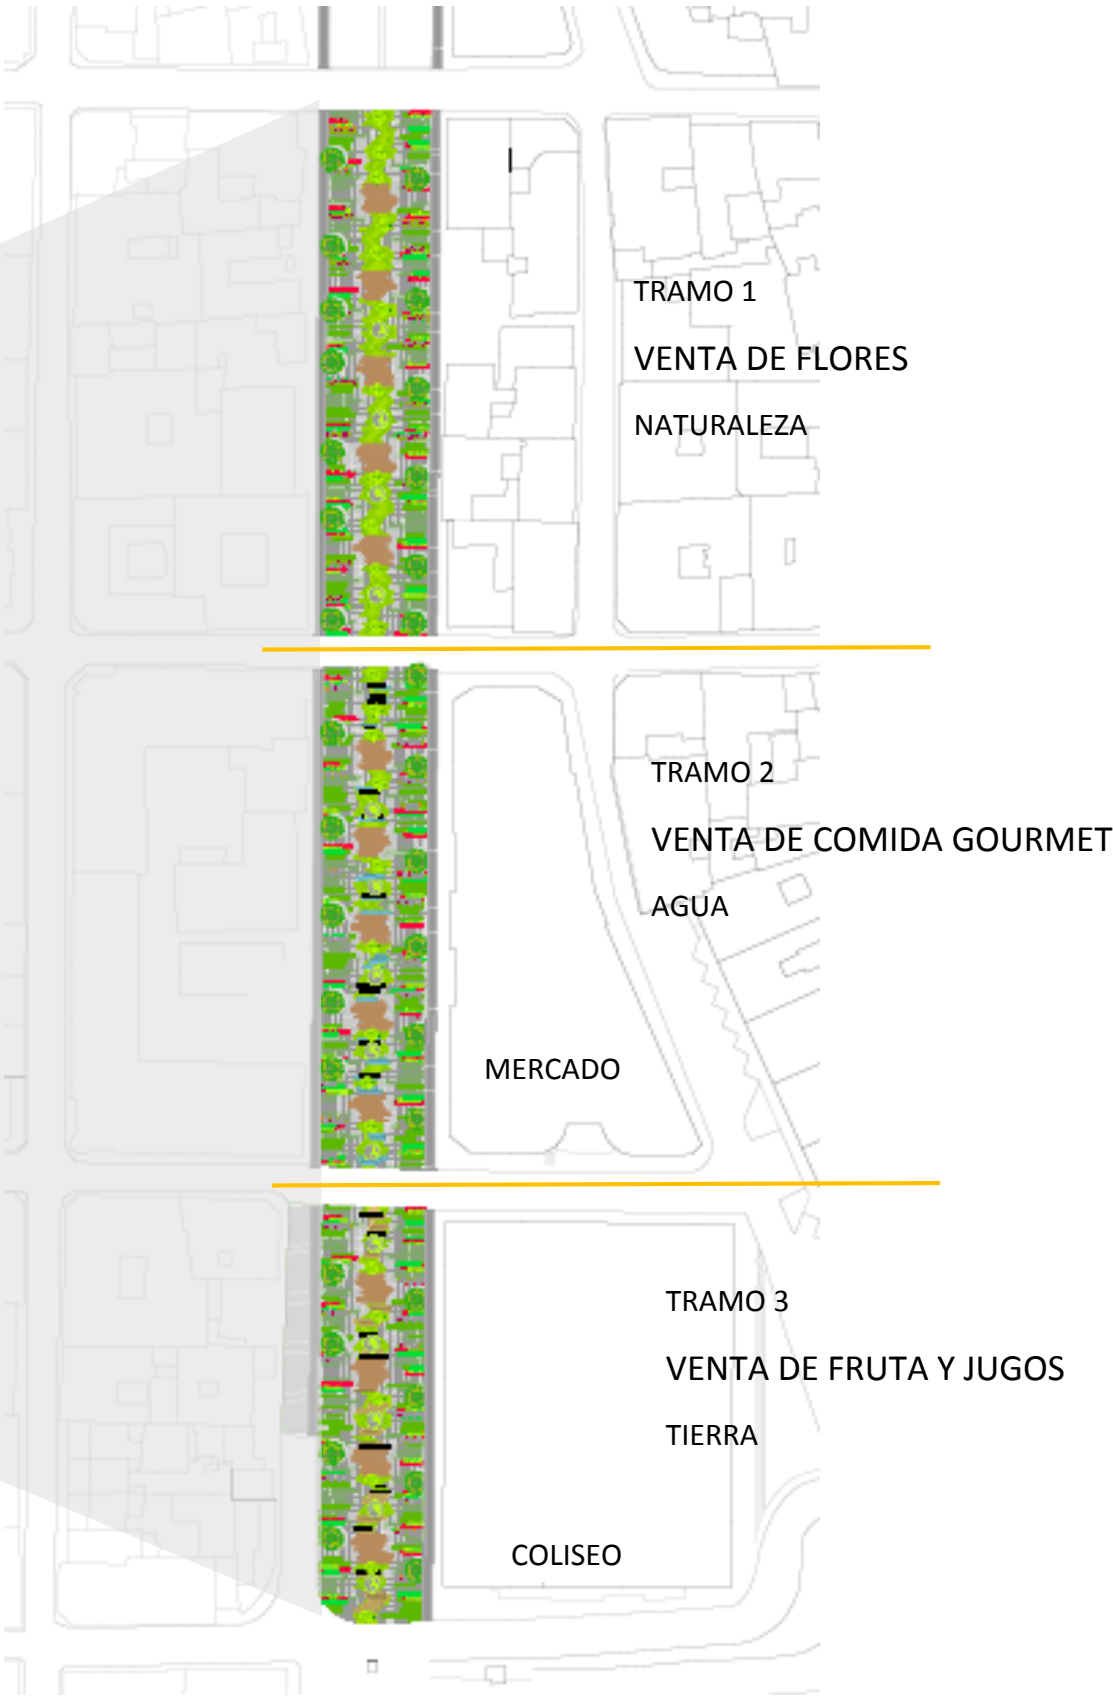 TRAMO 1
VENTA DE FLORES
NATURALEZA
TRAMO 2
VENTA DE COMIDA GOURMET
AGUA
MERCADO
TRAMO 3
VENTA DE FRUTA Y JUGOS
TIERRA
COLISEO